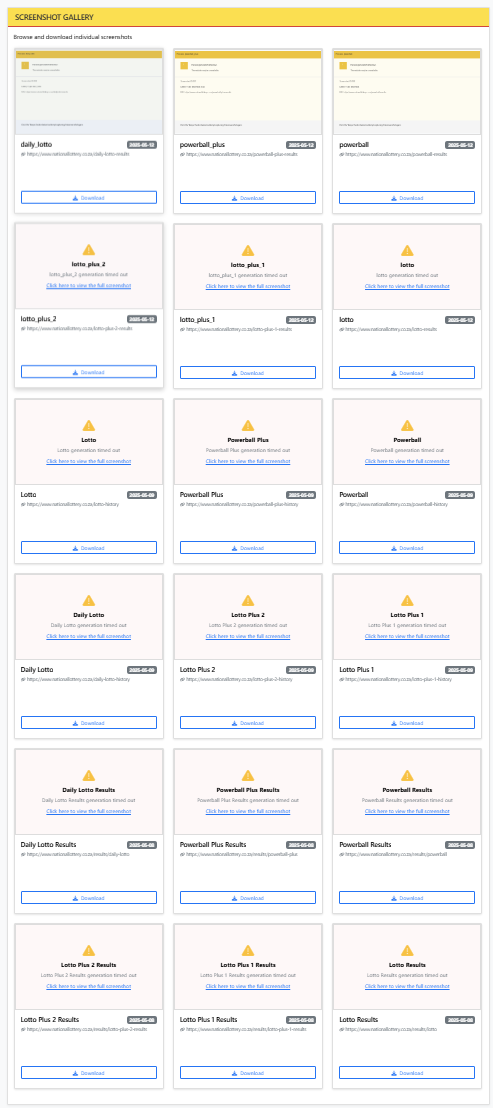 SCREENSHOT GALLERY
Browse and download individual screenshots
daily_lotto 2025-05-12
https://www.nationallottery.co.za/daily-lotto-results
Download
powerball_plus 2025-05-12
https://www.nationallottery.co.za/powerball-plus-results
Download
powerball 2025-05-12
https://www.nationallottery.co.za/powerball-results
Download
lotto_plus_2
lotto_plus_2 generation timed out
Click here to view the full screenshot
lotto_plus_2 2025-05-12
https://www.nationallottery.co.za/lotto-plus-2-results
Download
lotto_plus_1
lotto_plus_1 generation timed out
Click here to view the full screenshot
lotto_plus_1 2025-05-12
https://www.nationallottery.co.za/lotto-plus-1-results
Download
lotto
lotto generation timed out
Click here to view the full screenshot
lotto 2025-05-12
https://www.nationallottery.co.za/lotto-results
Download
Lotto
Lotto generation timed out
Click here to view the full screenshot
Lotto 2025-05-09
https://www.nationallottery.co.za/lotto-history
Download
Powerball Plus
Powerball Plus generation timed out
Click here to view the full screenshot
Powerball Plus 2025-05-09
https://www.nationallottery.co.za/powerball-plus-history
Download
Powerball
Powerball generation timed out
Click here to view the full screenshot
Powerball 2025-05-09
https://www.nationallottery.co.za/powerball-history
Download
Daily Lotto
Daily Lotto generation timed out
Click here to view the full screenshot
Daily Lotto 2025-05-09
https://www.nationallottery.co.za/daily-lotto-history
Download
Lotto Plus 2
Lotto Plus 2 generation timed out
Click here to view the full screenshot
Lotto Plus 2 2025-05-09
https://www.nationallottery.co.za/lotto-plus-2-history
Download
Lotto Plus 1
Lotto Plus 1 generation timed out
Click here to view the full screenshot
Lotto Plus 1 2025-05-09
https://www.nationallottery.co.za/lotto-plus-1-history
Download
Daily Lotto Results
Daily Lotto Results generation timed out
Click here to view the full screenshot
Daily Lotto Results 2025-05-08
https://www.nationallottery.co.za/results/daily-lotto
Download
Powerball Plus Results
Powerball Plus Results generation timed out
Click here to view the full screenshot
Powerball Plus Results 2025-05-08
https://www.nationallottery.co.za/results/powerball-plus
Download
Powerball Results
Powerball Results generation timed out
Click here to view the full screenshot
Powerball Results 2025-05-08
https://www.nationallottery.co.za/results/powerball
Download
Lotto Plus 2 Results
Lotto Plus 2 Results generation timed out
Click here to view the full screenshot
Lotto Plus 2 Results 2025-05-08
https://www.nationallottery.co.za/results/lotto-plus-2-results
Download
Lotto Plus 1 Results
Lotto Plus 1 Results generation timed out
Click here to view the full screenshot
Lotto Plus 1 Results 2025-05-08
https://www.nationallottery.co.za/results/lotto-plus-1-results
Download
Lotto Results
Lotto Results generation timed out
Click here to view the full screenshot
Lotto Results 2025-05-08
https://www.nationallottery.co.za/results/lotto
Download